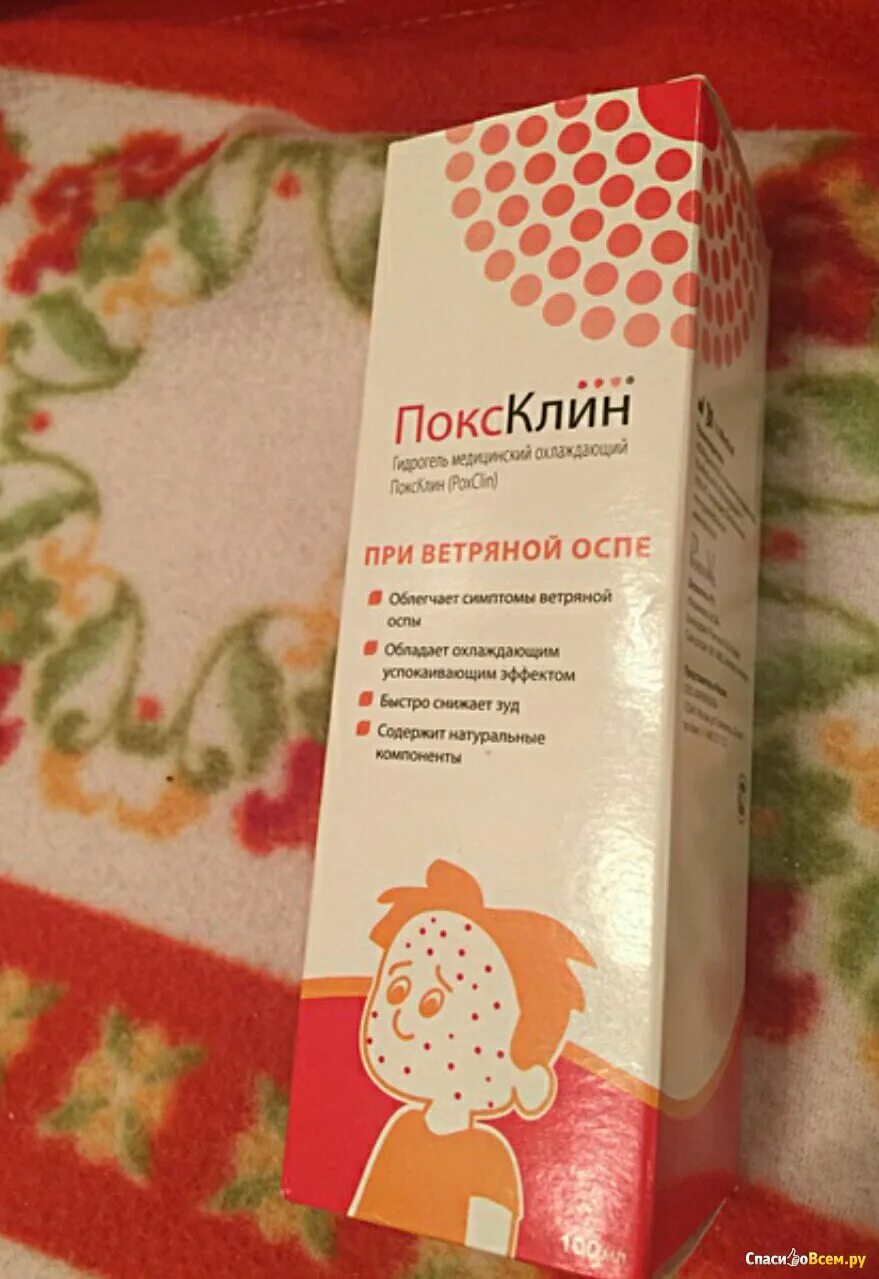 ПоксКлин
Гидрогель медицинский охлаждающий
ПоксКлин (PoxClin)
ПРИ ВЕТРЯНОЙ ОСПЕ
Облегчает симптомы ветряной
оспы
Обладает охлаждающим
успокаивающим эффектом
Быстро снижает зуд
Содержит натуральные
компоненты
100 мл
СпасибоВсем.ру